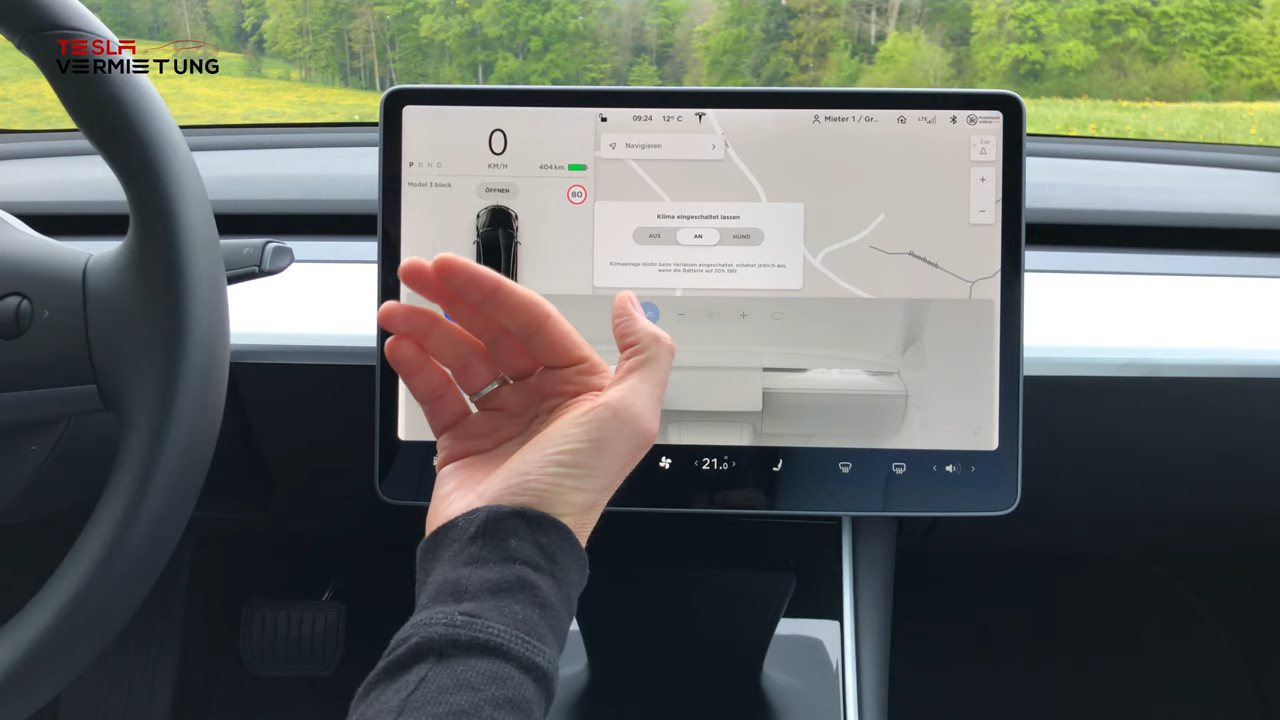 TESLA
VERMIETUNG
09:24
12° C
Mieter 1 / Gr..
LTE
0
KM/H
P R N D
404 km
Model 3 black
ÖFFNEN
80
Navigieren
Klima eingeschaltet lassen
AUS
AN
HUND
Klimaanlage bleibt beim Verlassen eingeschaltet, schaltet jedoch aus,
wenn die Batterie auf 20% fällt
21.0